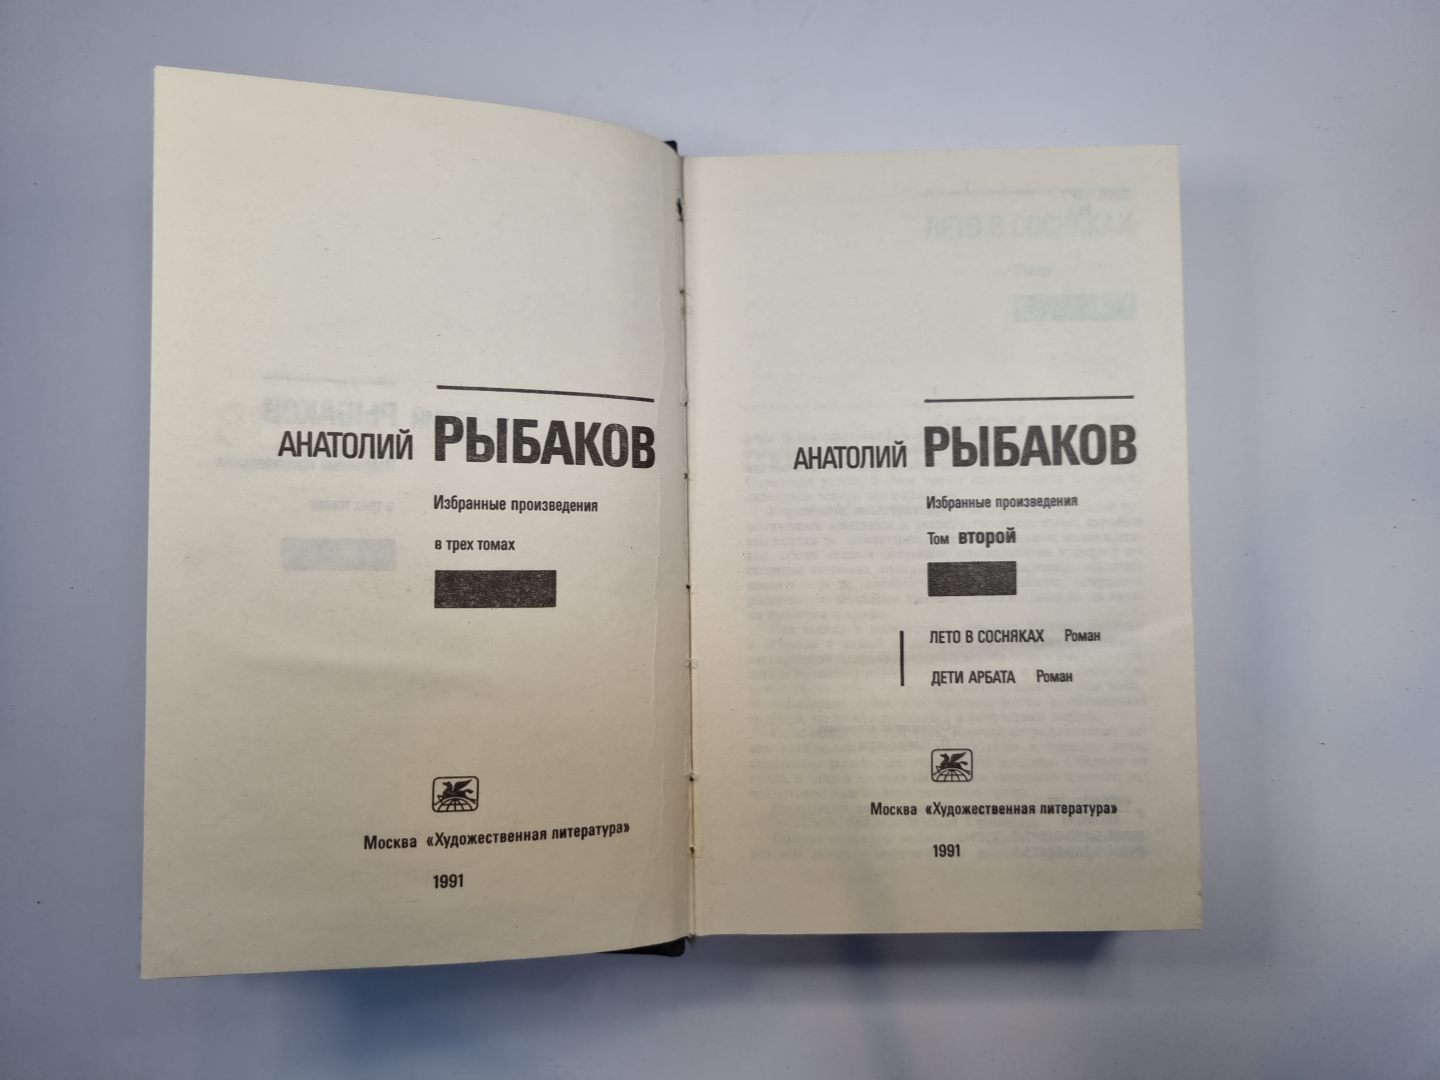 АНАТОЛИЙ РЫБАКОВ
Избранные произведения
в трех томах
Москва «Художественная литература»
1991
АНАТОЛИЙ РЫБАКОВ
Избранные произведения
Том второй
ЛЕТО В СОСНЯКАХ Роман
ДЕТИ АРБАТА Роман
Москва «Художественная литература»
1991